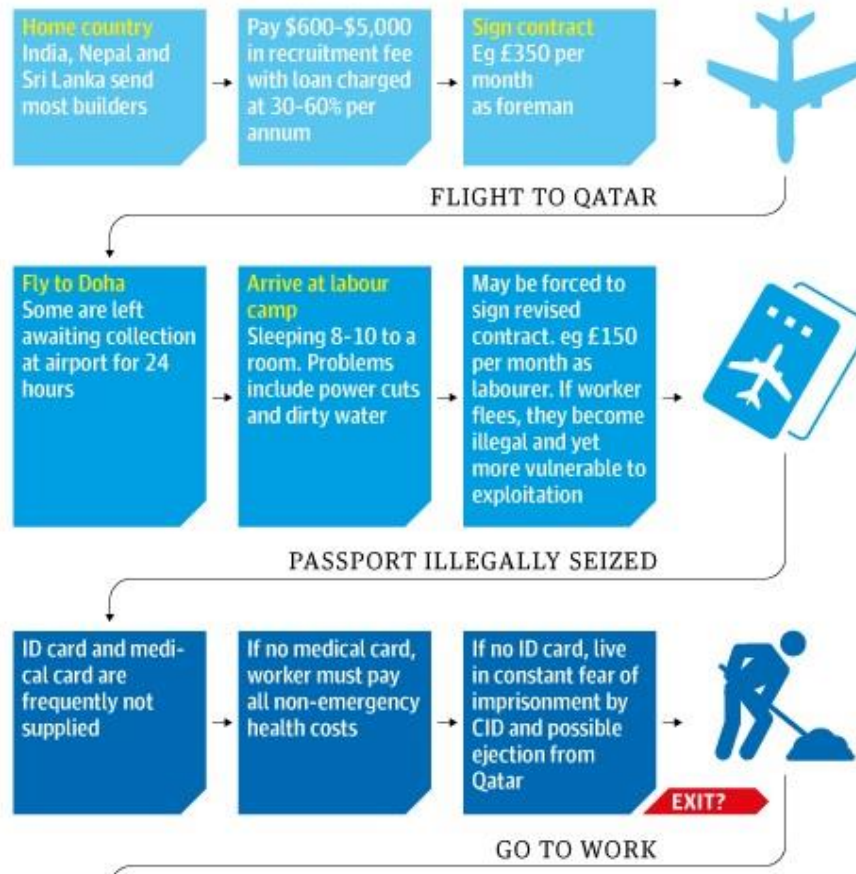 Home country
India, Nepal and
Sri Lanka send
most builders
Pay $600-$5,000
in recruitment fee
with loan charged
at 30-60% per
annum
Sign contract
Eg £350 per
month
as foreman
FLIGHT TO QATAR
Fly to Doha
Some are left
awaiting collection
at airport for 24
hours
Arrive at labour
camp
Sleeping 8-10 to a
room. Problems
include power cuts
and dirty water
May be forced to
sign revised
contract. eg £150
per month as
labourer. If worker
flees, they become
illegal and yet
more vulnerable to
exploitation
PASSPORT ILLEGALLY SEIZED
ID card and medi-
cal card are
frequently not
supplied
If no medical card,
worker must pay
all non-emergency
health costs
If no ID card, live
in constant fear of
imprisonment by
CID and possible
ejection from
Qatar
EXIT?
GO TO WORK